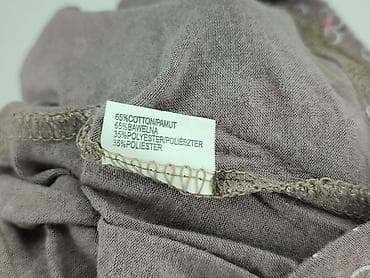 65%COTTON/PAMUT
65%BAWEŁNA
35%POLYESTER/POLIÉSZTER
35%POLIESTER